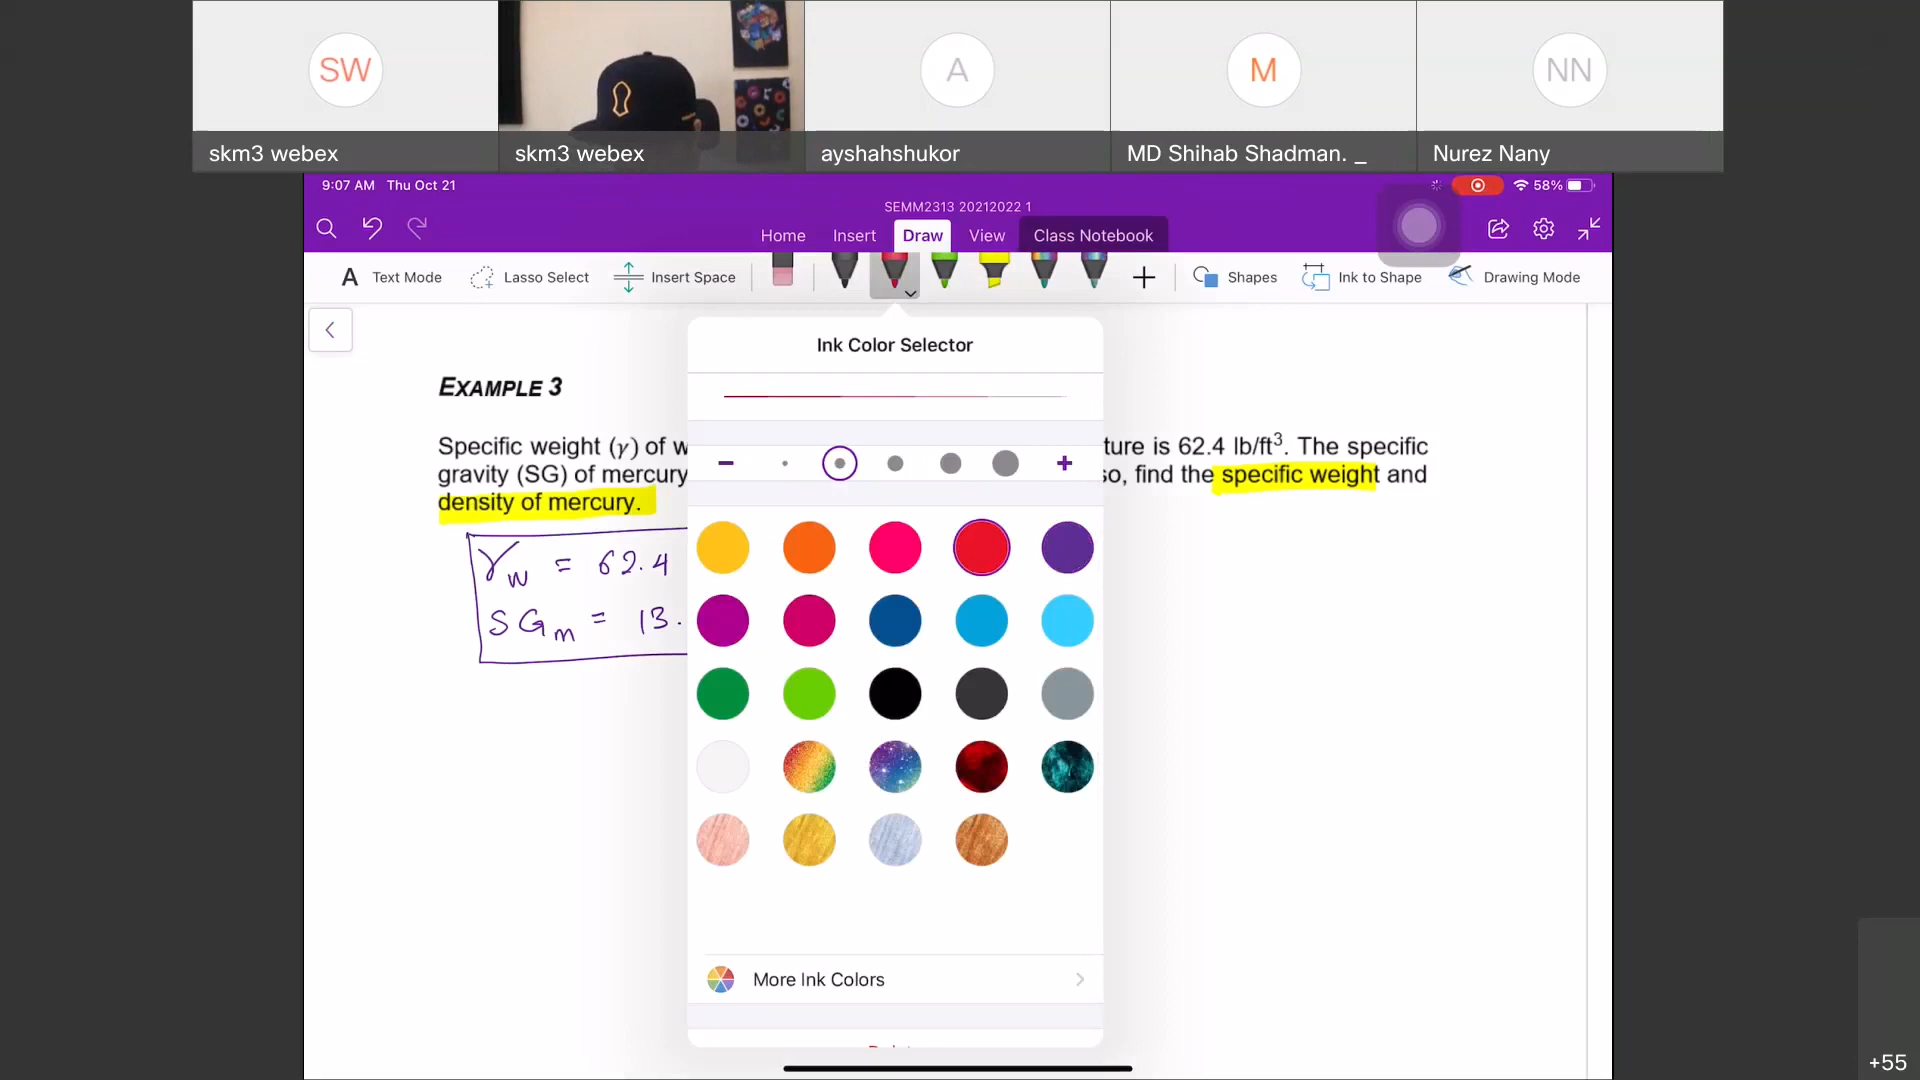 SW
A
M
NN
skm3 webex
skm3 webex
ayshahshukor
MD Shihab Shadman. _
Nurez Nany
9:07 AM Thu Oct 21
58%
SEMM2313 20212022 1
Home
Insert
Draw
View
Class Notebook
A Text Mode
Lasso Select
Insert Space
Shapes
Ink to Shape
Drawing Mode
Ink Color Selector
EXAMPLE 3
Specific weight (γ) of w
ture is 62.4 lb/ft³. The specific
gravity (SG) of mercury
so, find the specific weight and
density of mercury.
γw = 62.4
SGm = 13.
More Ink Colors
+55